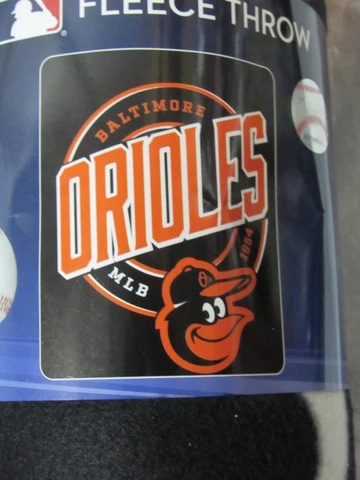 FLEECE THROW
BALTIMORE
ORIOLES
MLB
1954